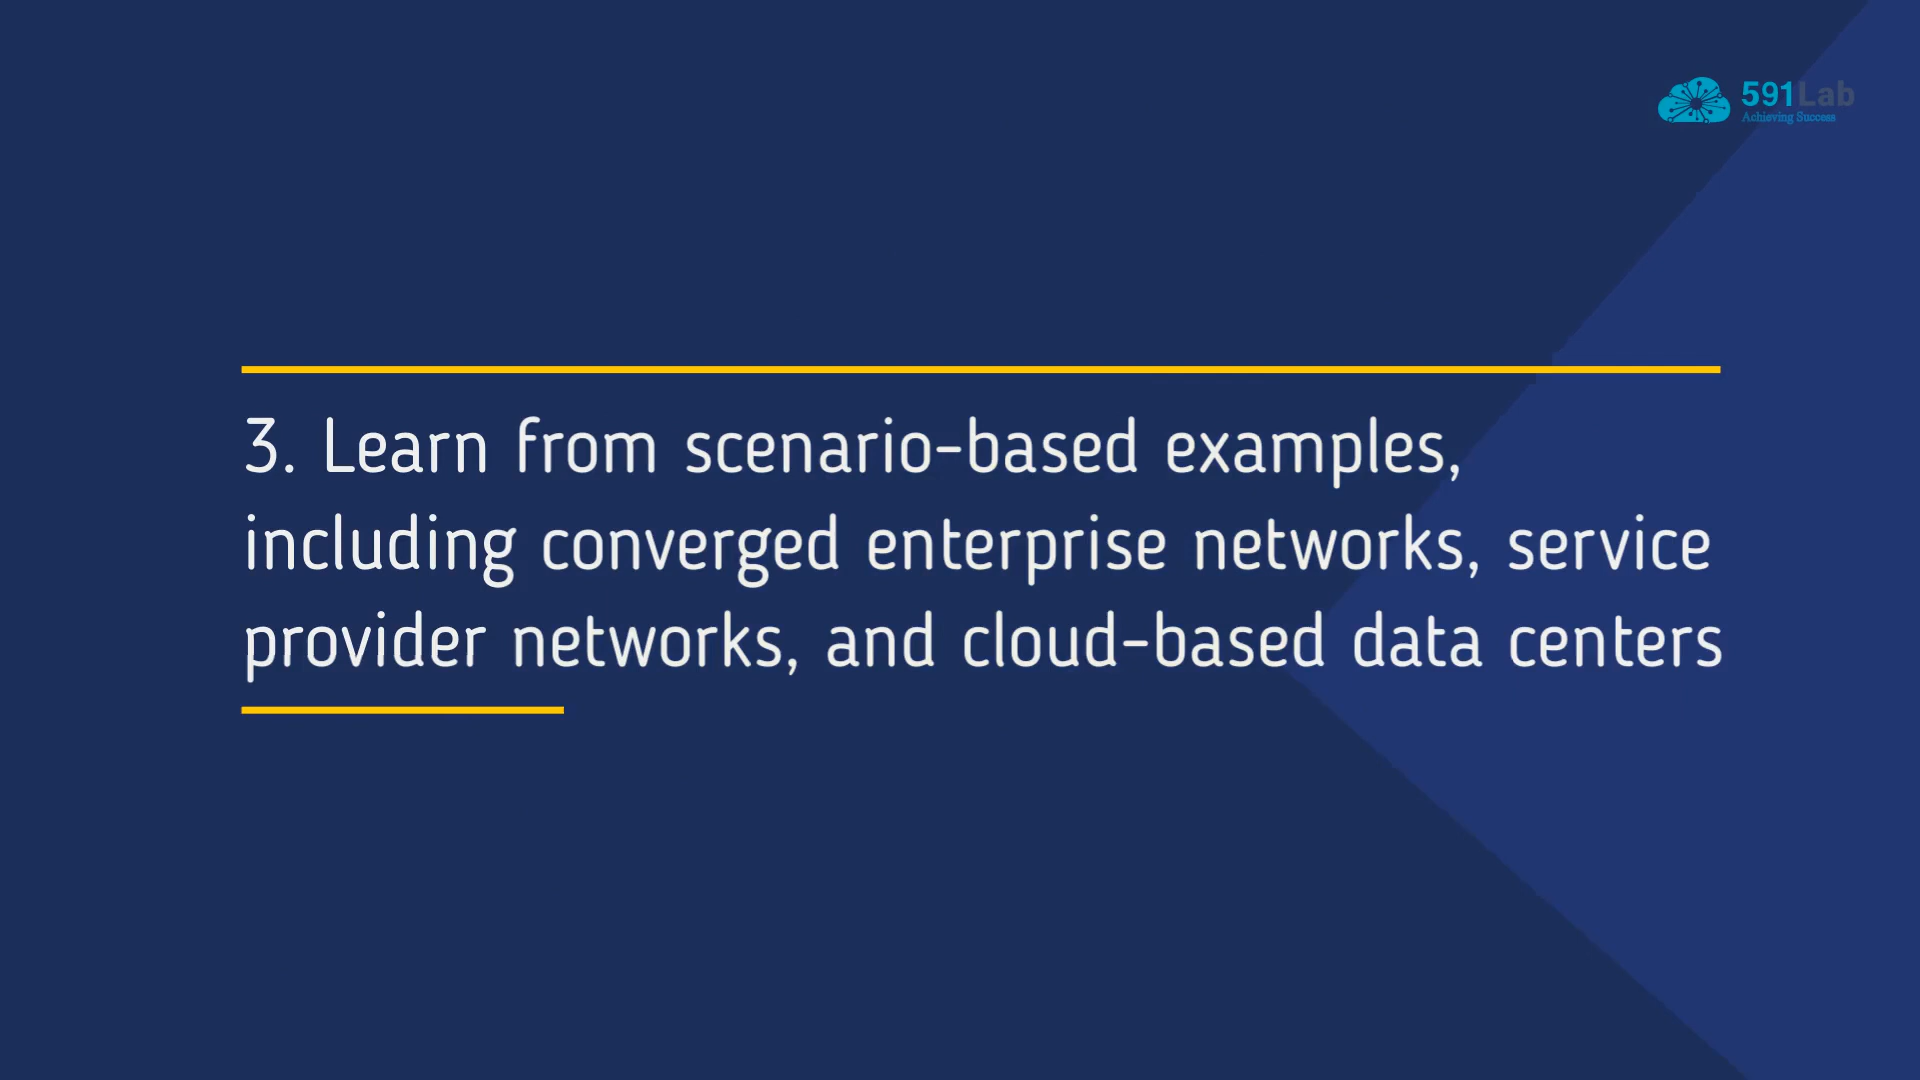 591Lab
Achieving Success
3. Learn from scenario-based examples,
including converged enterprise networks, service
provider networks, and cloud-based data centers